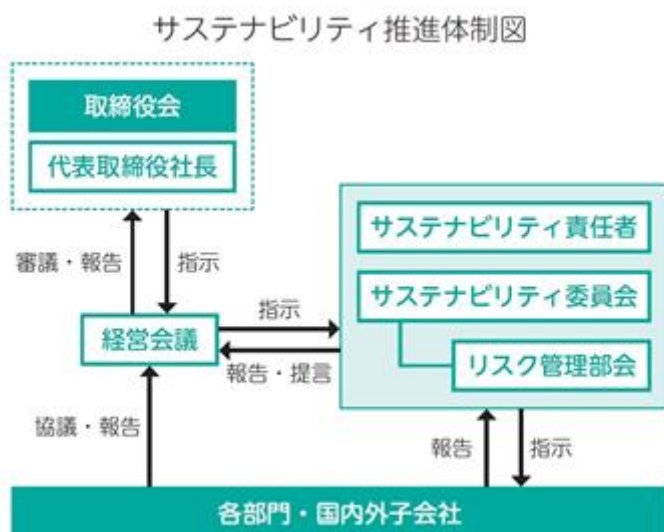 サステナビリティ推進体制図
取締役会
代表取締役社長
サステナビリティ責任者
審議・報告
指示
サステナビリティ委員会
指示
経営会議
リスク管理部会
報告・提言
協議・報告
報告
指示
各部門・国内外子会社